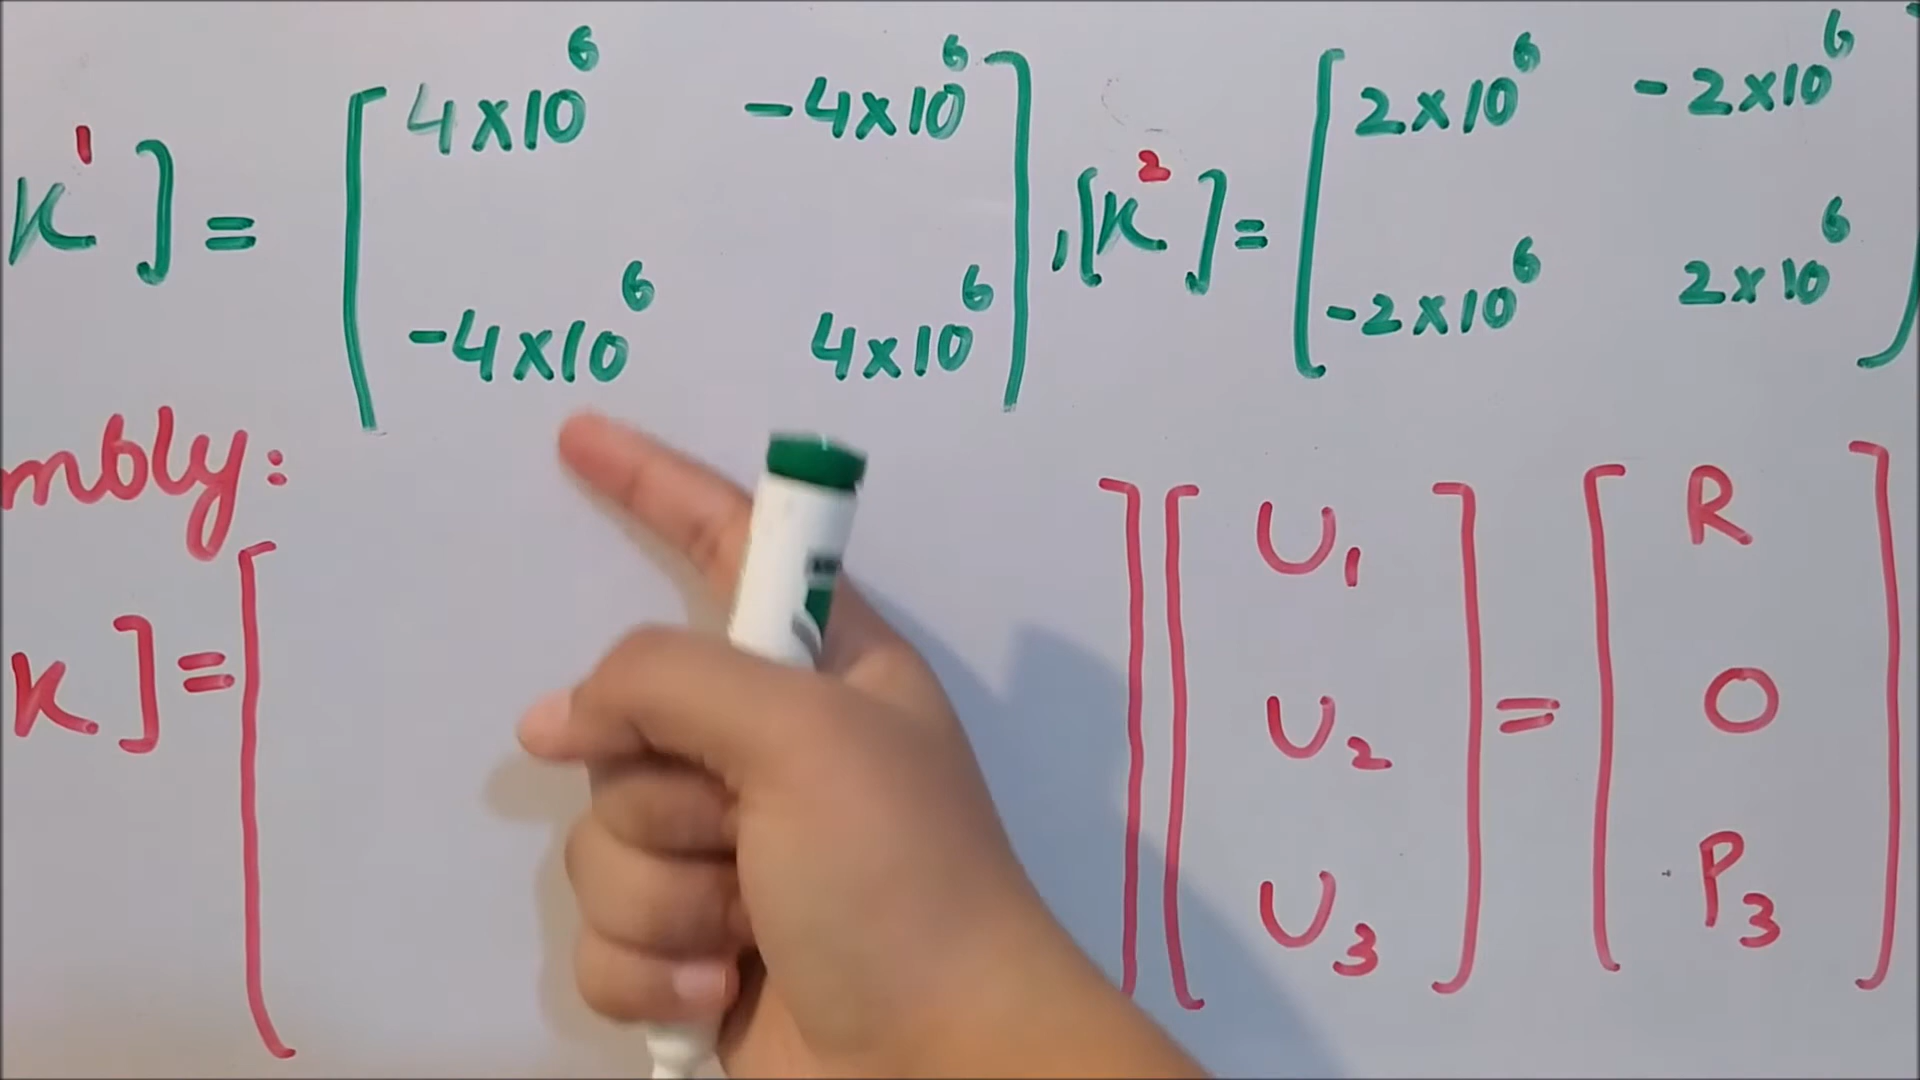 K¹] = [4x10⁶ -4x10⁶], [K²] = [2x10⁶ -2x10⁶
-4x10⁶ 4x10⁶ -2x10⁶ 2x10⁶]
mbly:
K] = [ ] [U₁] = [R]
U₂ 0
U₃ P₃